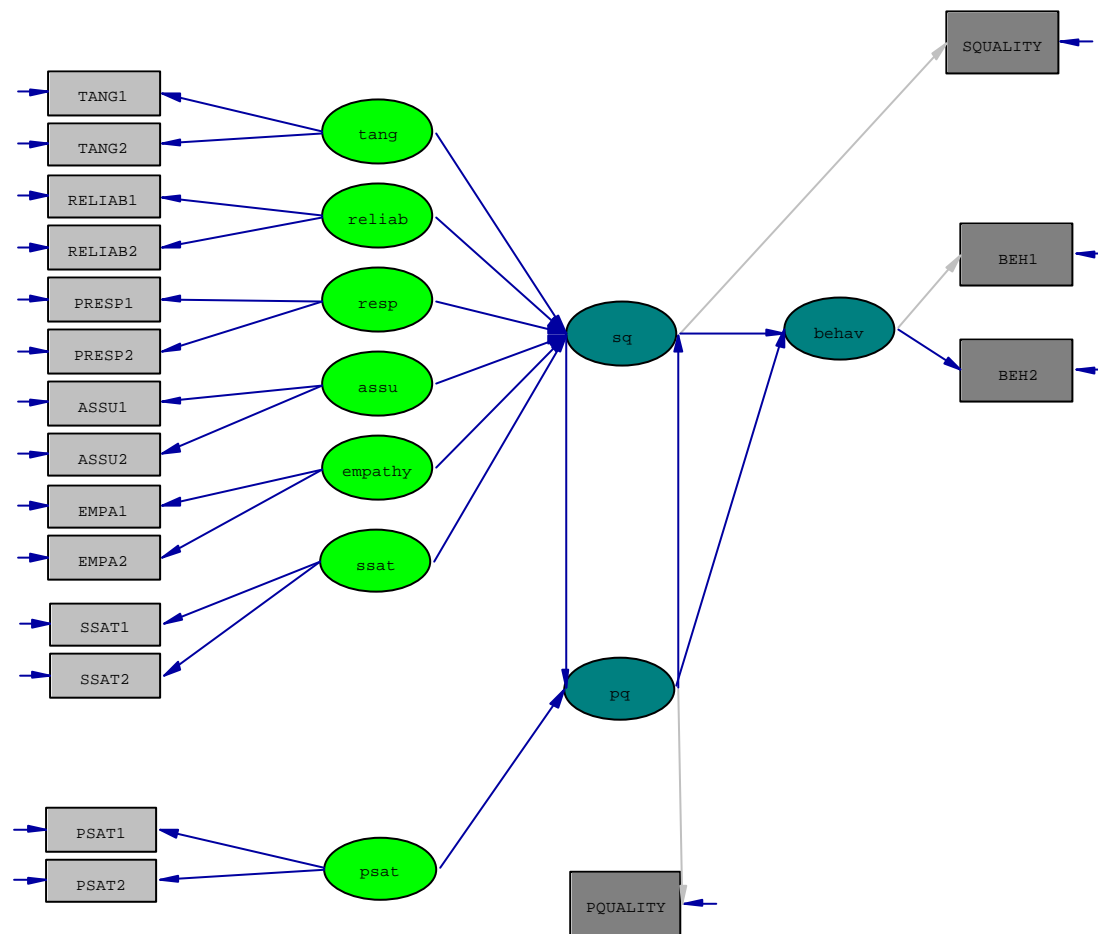 SQUALITY
TANG1
tang
TANG2
RELIAB1
reliab
RELIAB2
BEH1
PRESP1
resp
sq
behav
PRESP2
BEH2
ASSU1
assu
ASSU2
empathy
EMPA1
EMPA2
ssat
SSAT1
SSAT2
pq
PSAT1
psat
PSAT2
PQUALITY